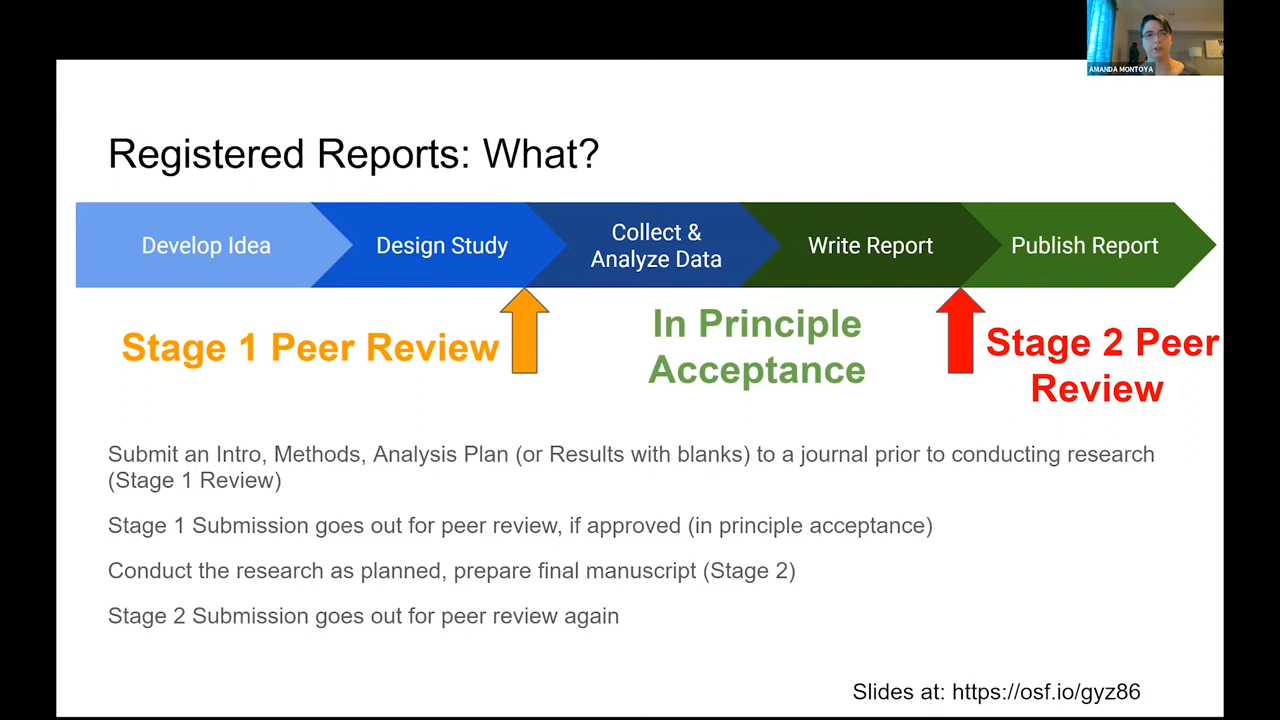 AMANDA MONTOYA
Registered Reports: What?
Develop Idea
Design Study
Collect &
Analyze Data
Write Report
Publish Report
Stage 1 Peer Review
In Principle
Acceptance
Stage 2 Peer
Review
Submit an Intro, Methods, Analysis Plan (or Results with blanks) to a journal prior to conducting research
(Stage 1 Review)
Stage 1 Submission goes out for peer review, if approved (in principle acceptance)
Conduct the research as planned, prepare final manuscript (Stage 2)
Stage 2 Submission goes out for peer review again
Slides at: https://osf.io/gyz86